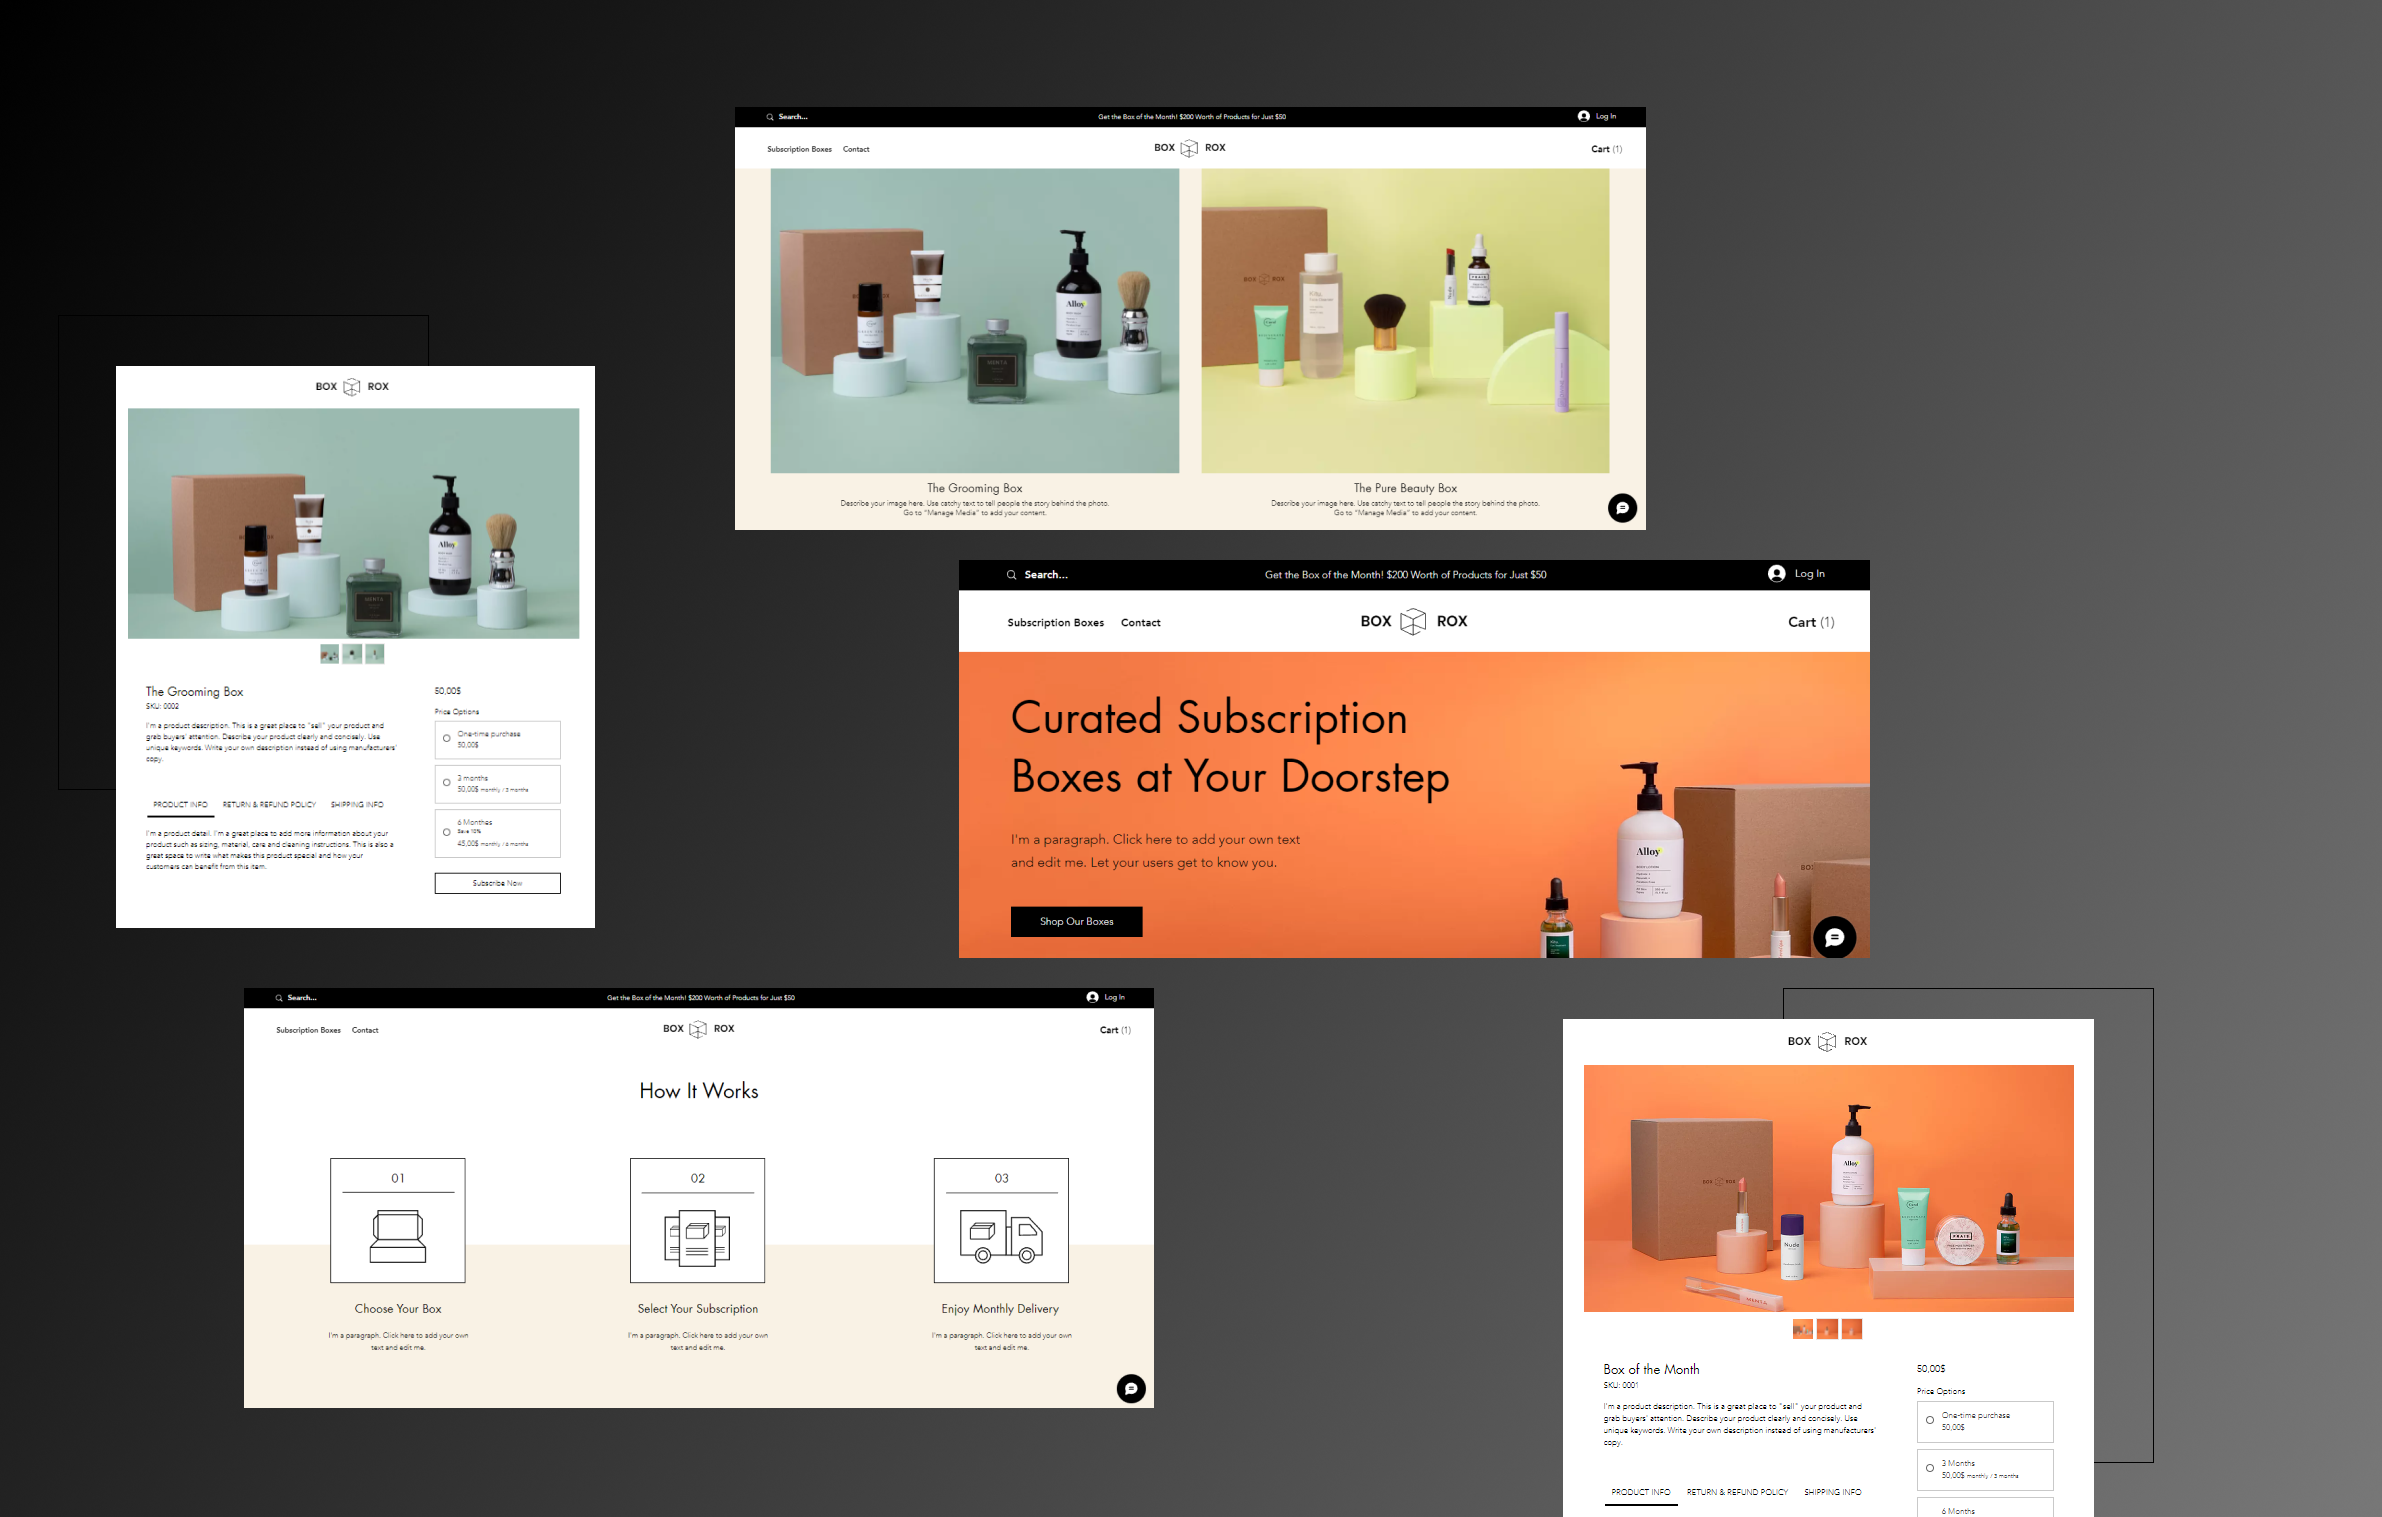 Search...
Get the Box of the Month! $200 Worth of Products for Just $50
Log In
Subscription Boxes
Contact
BOX ROX
Cart (1)
Alloy
MENTA
BOX ROX
The Grooming Box
Describe your image here. Use catchy text to tell people the story behind the photo.
Go to "Manage Media" to add your content.
The Pure Beauty Box
Describe your image here. Use catchy text to tell people the story behind the photo.
Go to "Manage Media" to add your content.
BOX ROX
Alloy
MENTA
The Grooming Box
SKU: 0002
I'm a product description. This is a great place to "sell" your product and
grab buyers' attention. Describe your product clearly and concisely. Use
unique keywords. Write your own description instead of using manufacturers'
copy.
PRODUCT INFO
RETURN & REFUND POLICY
SHIPPING INFO
I'm a product detail. I'm a great place to add more information about your
product such as sizing, material, care and cleaning instructions. This is also a
great space to write what makes this product special and how your
customers can benefit from this item.
50,00$
Price Options
One-time purchase
50,00$
3 months
50,00$ monthly / 3 months
6 Monthes
Save 10%
45,00$ monthly / 6 months
Subscribe Now
Search...
Get the Box of the Month! $200 Worth of Products for Just $50
Log In
Subscription Boxes
Contact
BOX ROX
Cart (1)
Curated Subscription
Boxes at Your Doorstep
I'm a paragraph. Click here to add your own text
and edit me. Let your users get to know you.
Shop Our Boxes
Alloy
BOX
Search...
Get the Box of the Month! $200 Worth of Products for Just $50
Log In
Subscription Boxes
Contact
BOX ROX
Cart (1)
How It Works
01
02
03
Choose Your Box
I'm a paragraph. Click here to add your own
text and edit me.
Select Your Subscription
I'm a paragraph. Click here to add your own
text and edit me.
Enjoy Monthly Delivery
I'm a paragraph. Click here to add your own
text and edit me.
BOX ROX
BOX ROX
Alloy
Nude
PRAIE
MENTA
Box of the Month
SKU: 0001
I'm a product description. This is a great place to "sell" your product and
grab buyers' attention. Describe your product clearly and concisely. Use
unique keywords. Write your own description instead of using manufacturers'
copy.
PRODUCT INFO
RETURN & REFUND POLICY
SHIPPING INFO
50,00$
Price Options
One-time purchase
50,00$
3 Months
50,00$ monthly / 3 months
6 Months